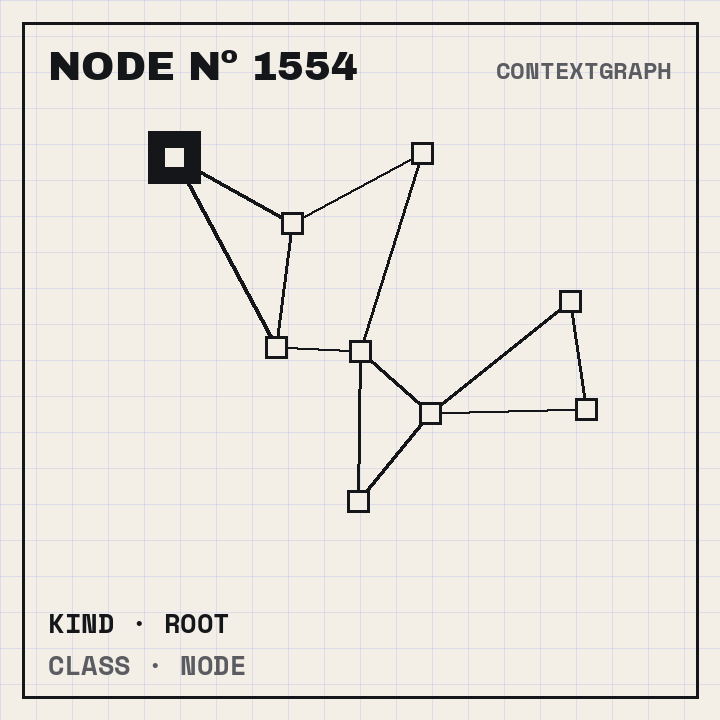 NODE Nº 1554
CONTEXTGRAPH
KIND · ROOT
CLASS · NODE